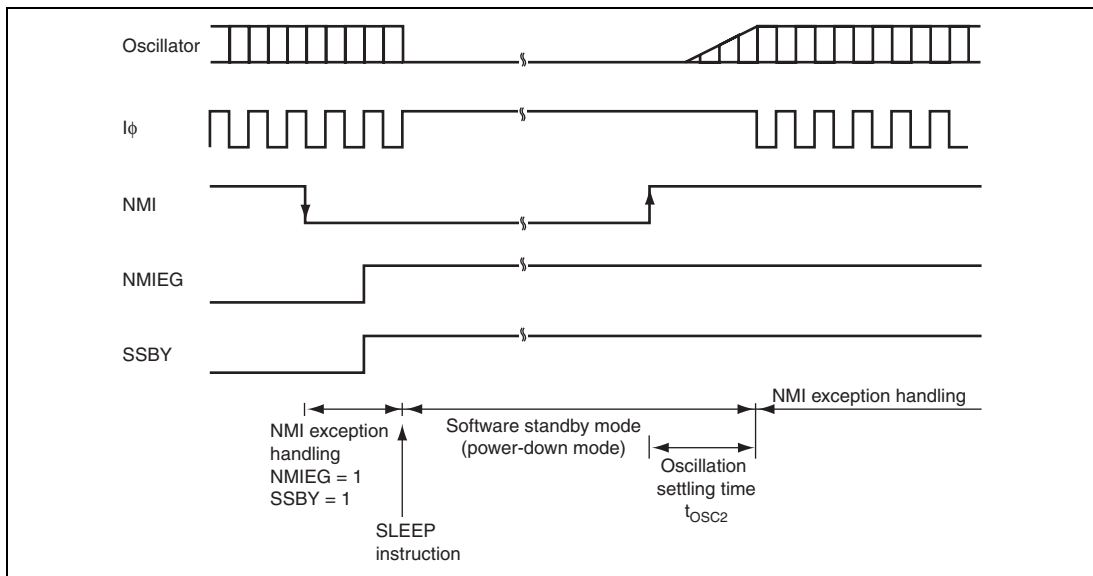 Oscillator
Iϕ
NMI
NMIEG
SSBY
NMI exception
handling
NMIEG = 1
SSBY = 1
SLEEP
instruction
Software standby mode
(power-down mode)
Oscillation
settling time
tOSC2
NMI exception handling